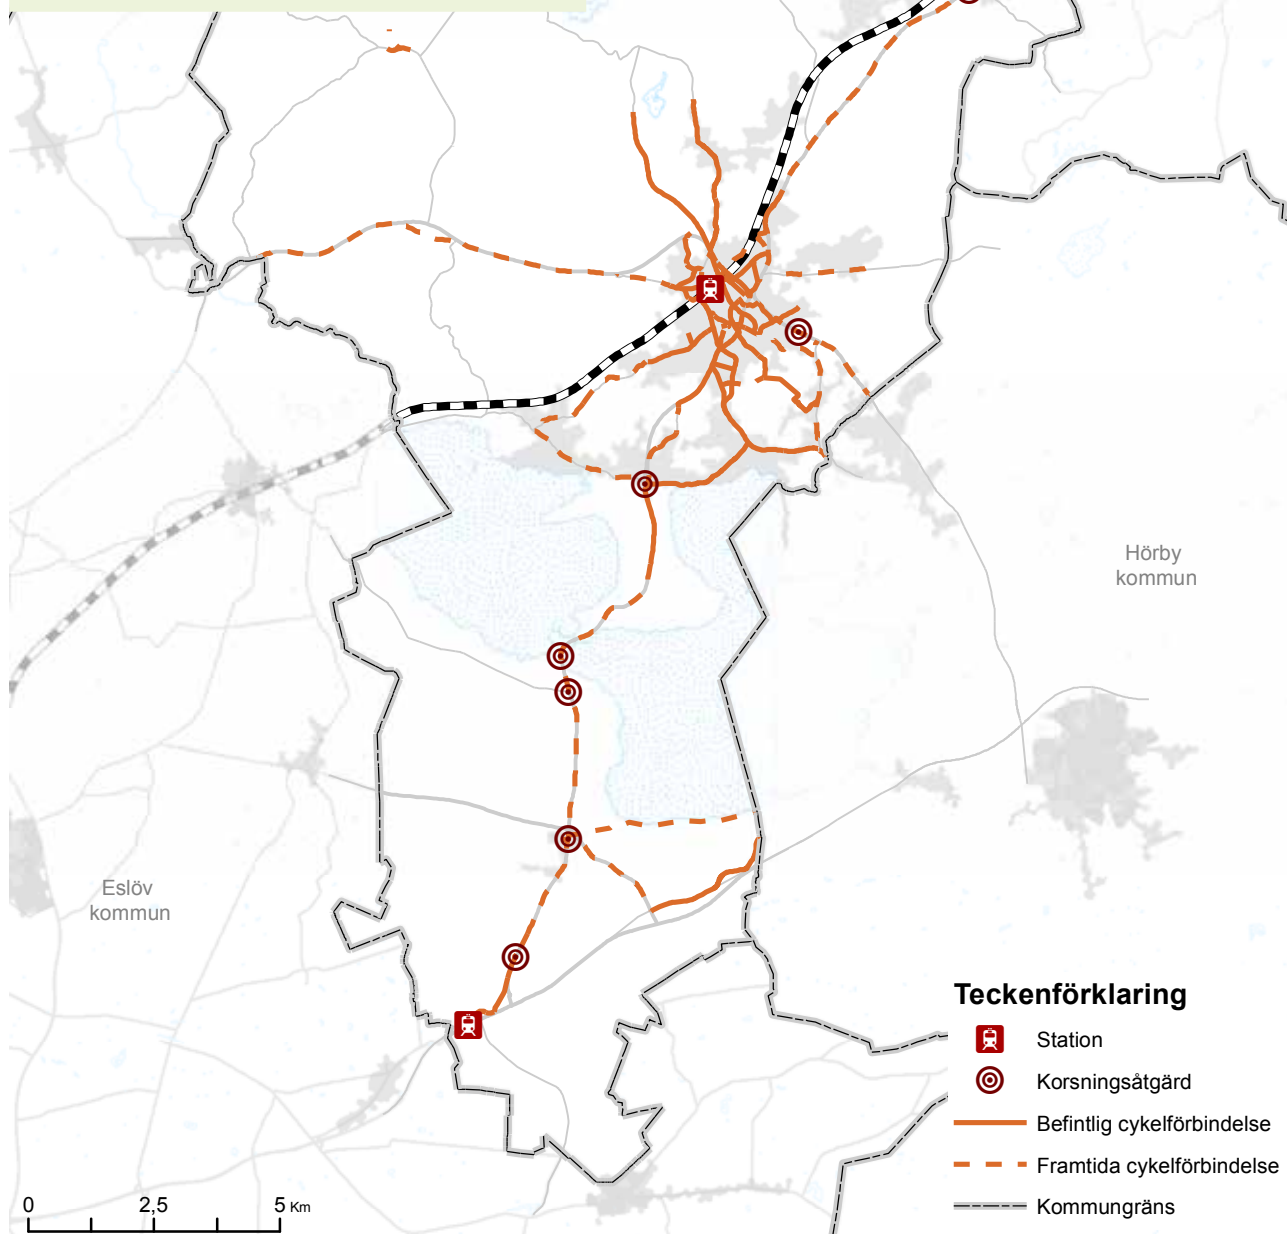 Hörby
kommun
Eslöv
kommun
Teckenförklaring
Station
Korsningsåtgärd
Befintlig cykelförbindelse
Framtida cykelförbindelse
Kommungräns
0 2,5 5 Km